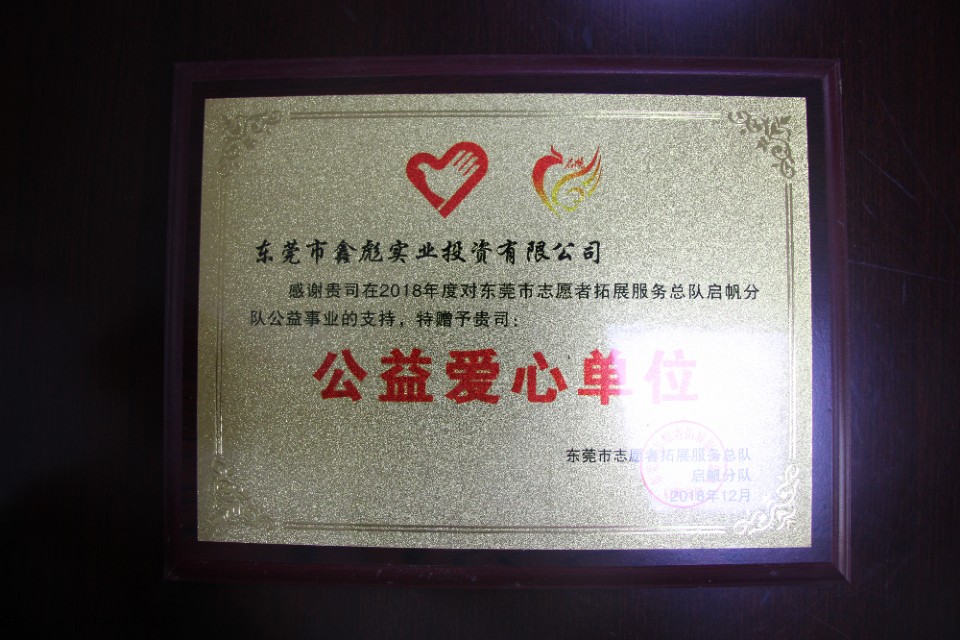 启帆
东莞市鑫彪实业投资有限公司
感谢贵司在2018年度对东莞市志愿者拓展服务总队启帆分
队公益事业的支持，特赠予贵司：
公益爱心单位
东莞市志愿者拓展服务总队
启帆分队
2018年12月